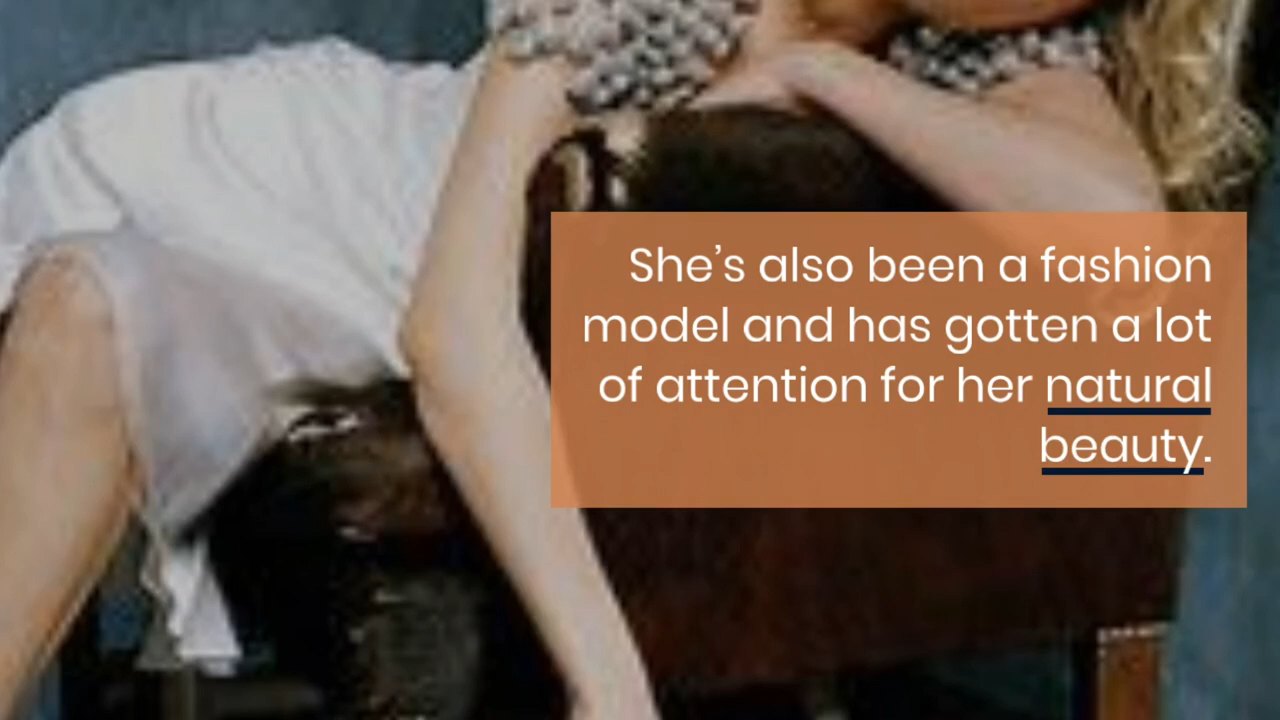 She’s also been a fashion
model and has gotten a lot
of attention for her natural
beauty.